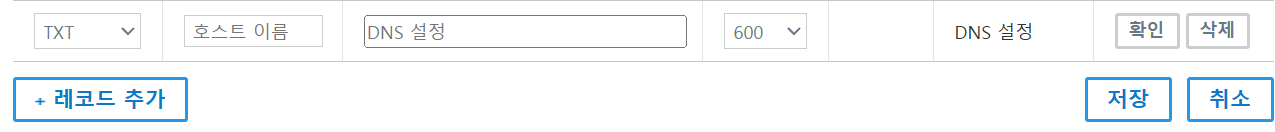 TXT 호스트 이름 DNS 설정 600 DNS 설정 확인 삭제
+ 레코드 추가 저장 취소